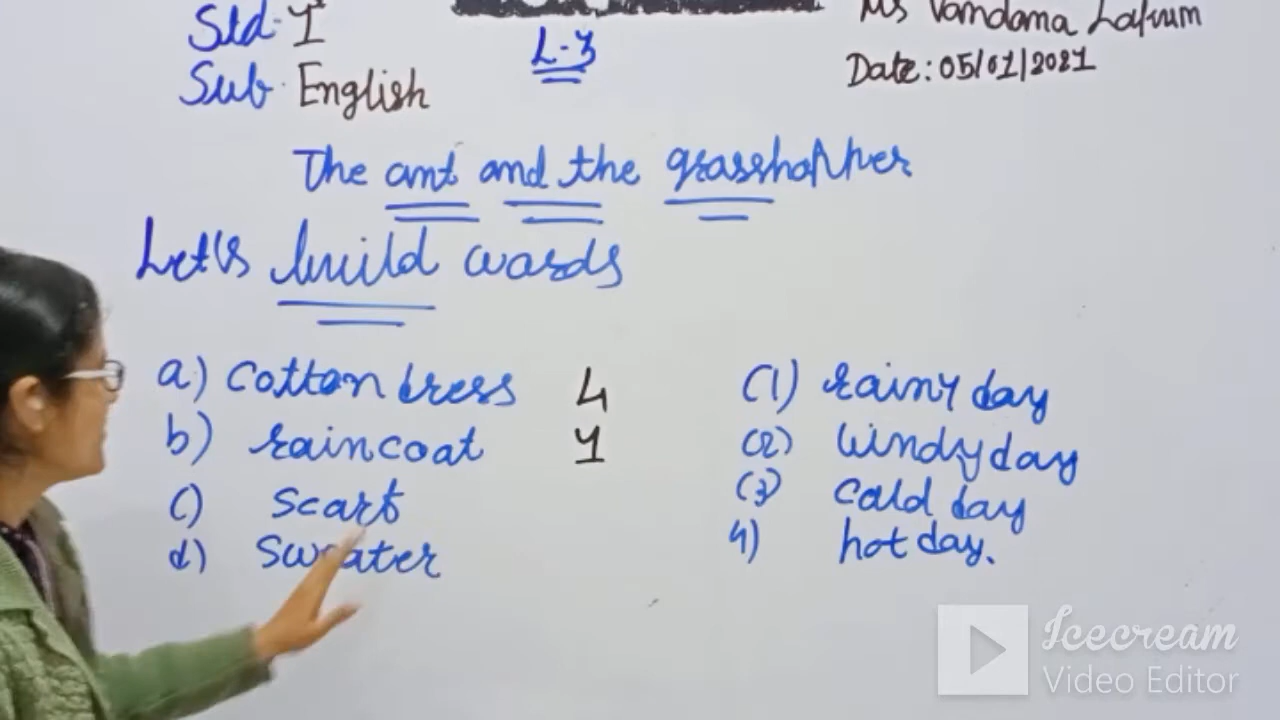 Std: 1st
Sub: English
L-3
Date: 05/01/2021
The ant and the grasshopper
Let's build words
a) cotton dress 4 (1) rainy day
b) raincoat 1 (2) windy day
c) scarf (3) cold day
d) sweater 4) hot day.
Icecream
Video Editor